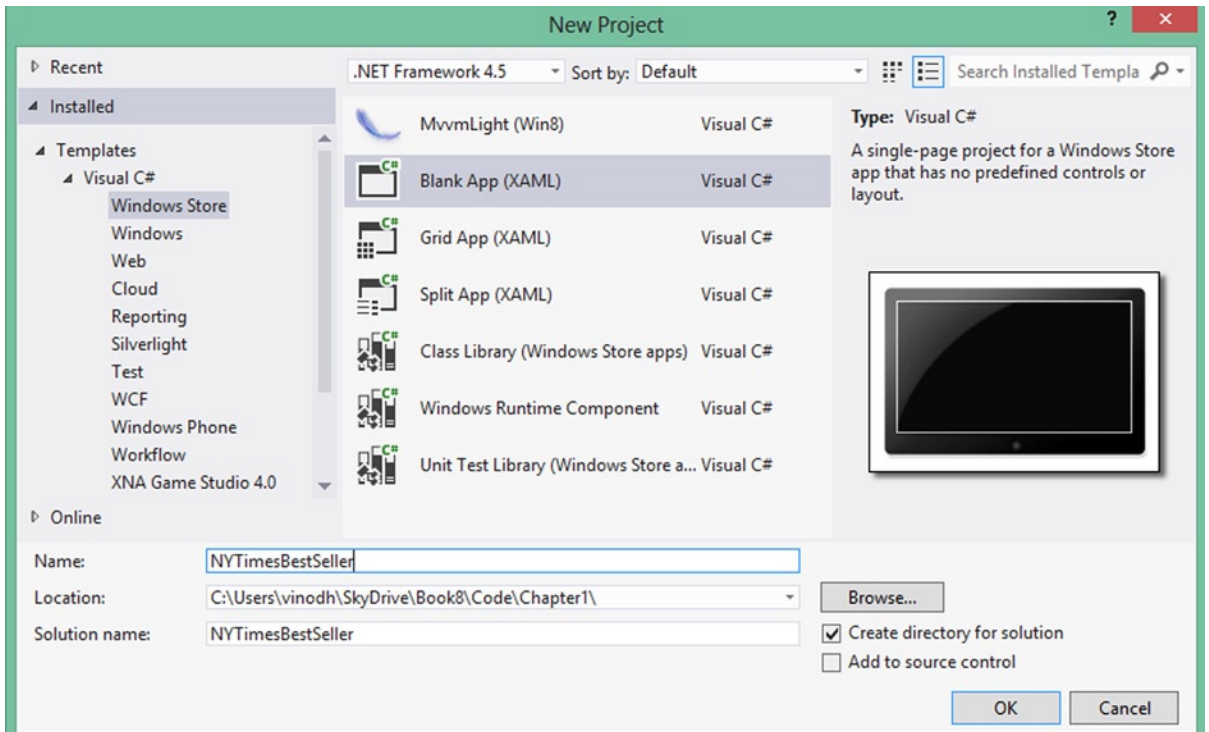 New Project
?
×
Recent
.NET Framework 4.5
Sort by: Default
Search Installed Templa
Installed
Templates
Visual C#
Windows Store
Windows
Web
Cloud
Reporting
Silverlight
Test
WCF
Windows Phone
Workflow
XNA Game Studio 4.0
Online
MvvmLight (Win8) Visual C#
C# Blank App (XAML) Visual C#
C# Grid App (XAML) Visual C#
C# Split App (XAML) Visual C#
C# Class Library (Windows Store apps) Visual C#
C# Windows Runtime Component Visual C#
C# Unit Test Library (Windows Store a... Visual C#
Type: Visual C#
A single-page project for a Windows Store
app that has no predefined controls or
layout.
Name: NYTimesBestSeller
Location: C:\Users\vinodh\SkyDrive\Book8\Code\Chapter1\
Browse...
Solution name: NYTimesBestSeller
Create directory for solution
Add to source control
OK
Cancel